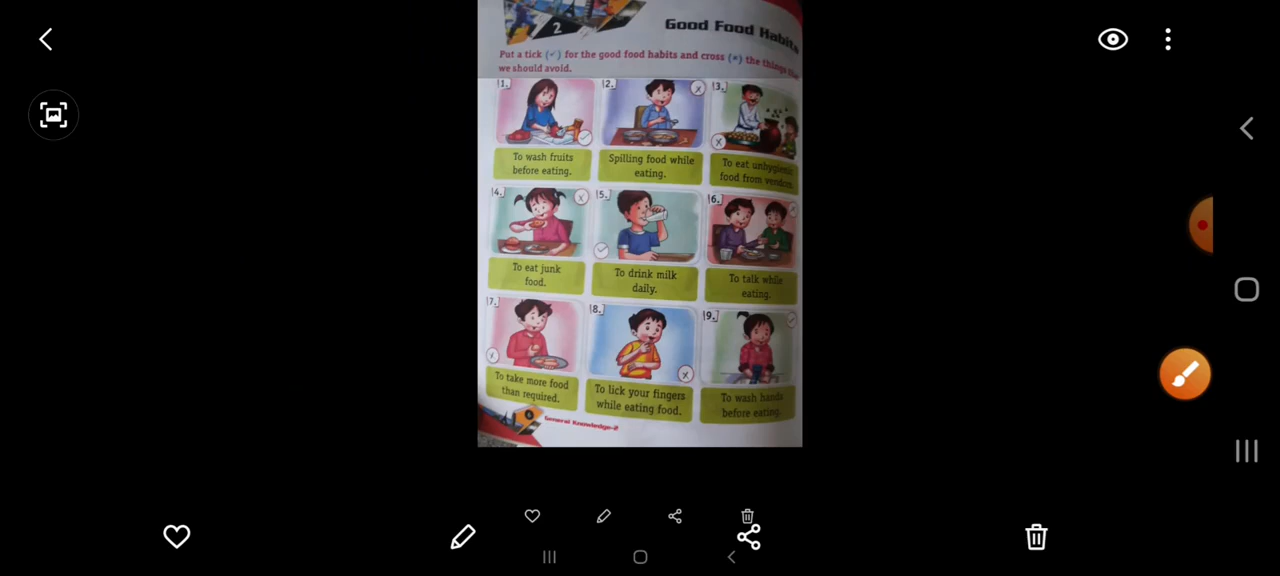 2
Good Food Habits
Put a tick (✓) for the good food habits and cross (×) the things that
we should avoid.
1.
2.
3.
To wash fruits
before eating.
Spilling food while
eating.
To eat unhygienic
food from vendors.
4.
5.
6.
To eat junk
food.
To drink milk
daily.
To talk while
eating.
7.
8.
9.
To take more food
than required.
To lick your fingers
while eating food.
To wash hands
before eating.
6
General Knowledge-2